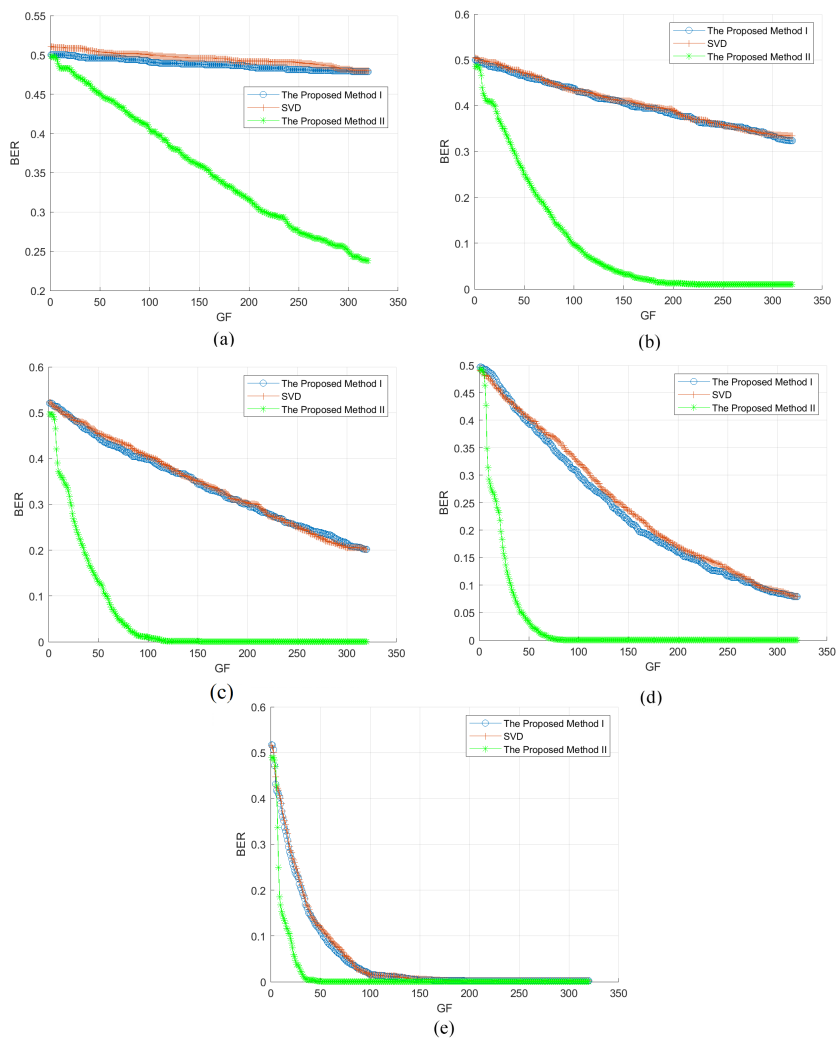 0.55
0.5
0.45
0.4
0.35
0.3
0.25
0.2
BER
The Proposed Method I
SVD
The Proposed Method II
0 50 100 150 200 250 300 350
GF
(a)
0.6
0.5
0.4
0.3
0.2
0.1
0
BER
The Proposed Method I
SVD
The Proposed Method II
0 50 100 150 200 250 300 350
GF
(b)
0.6
0.5
0.4
0.3
0.2
0.1
0
BER
The Proposed Method I
SVD
The Proposed Method II
0 50 100 150 200 250 300 350
GF
(c)
0.5
0.45
0.4
0.35
0.3
0.25
0.2
0.15
0.1
0.05
0
BER
The Proposed Method I
SVD
The Proposed Method II
0 50 100 150 200 250 300 350
GF
(d)
0.6
0.5
0.4
0.3
0.2
0.1
0
BER
The Proposed Method I
SVD
The Proposed Method II
0 50 100 150 200 250 300 350
GF
(e)